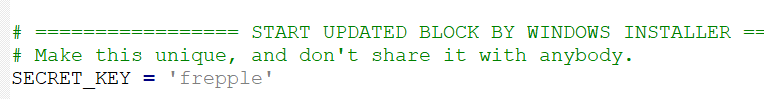 # ================= START UPDATED BLOCK BY WINDOWS INSTALLER ==
# Make this unique, and don't share it with anybody.
SECRET_KEY = 'frepple'